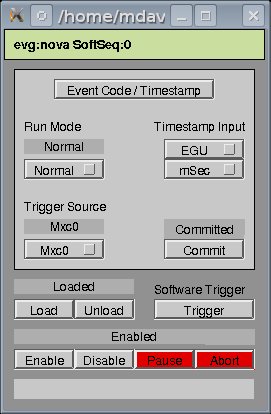 /home/mdav
evg:nova SoftSeq:0
Event Code / Timestamp
Run Mode
Timestamp Input
Normal
EGU
Normal
mSec
Trigger Source
Mxc0
Committed
Mxc0
Commit
Loaded
Software Trigger
Load
Unload
Trigger
Enabled
Enable
Disable
Pause
Abort